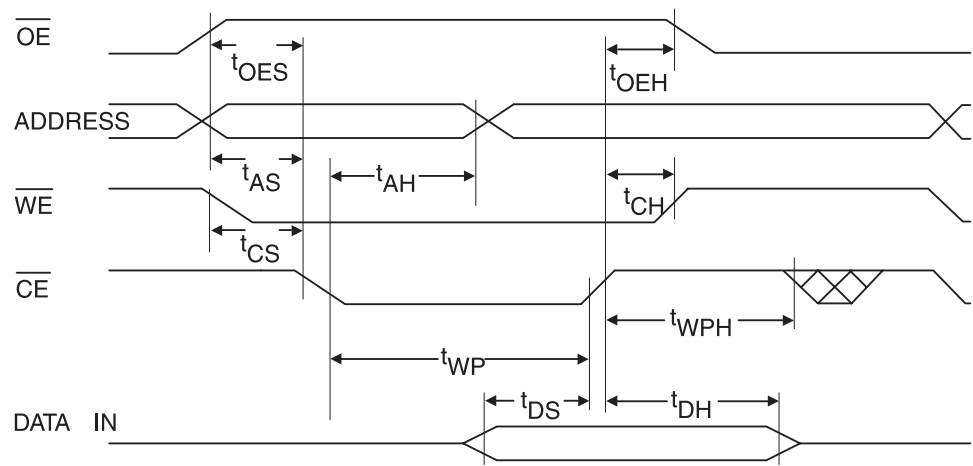 OE
tOES
tOEH
ADDRESS
tAS
tAH
WE
tCH
tCS
CE
tWPH
tWP
tDS
tDH
DATA IN